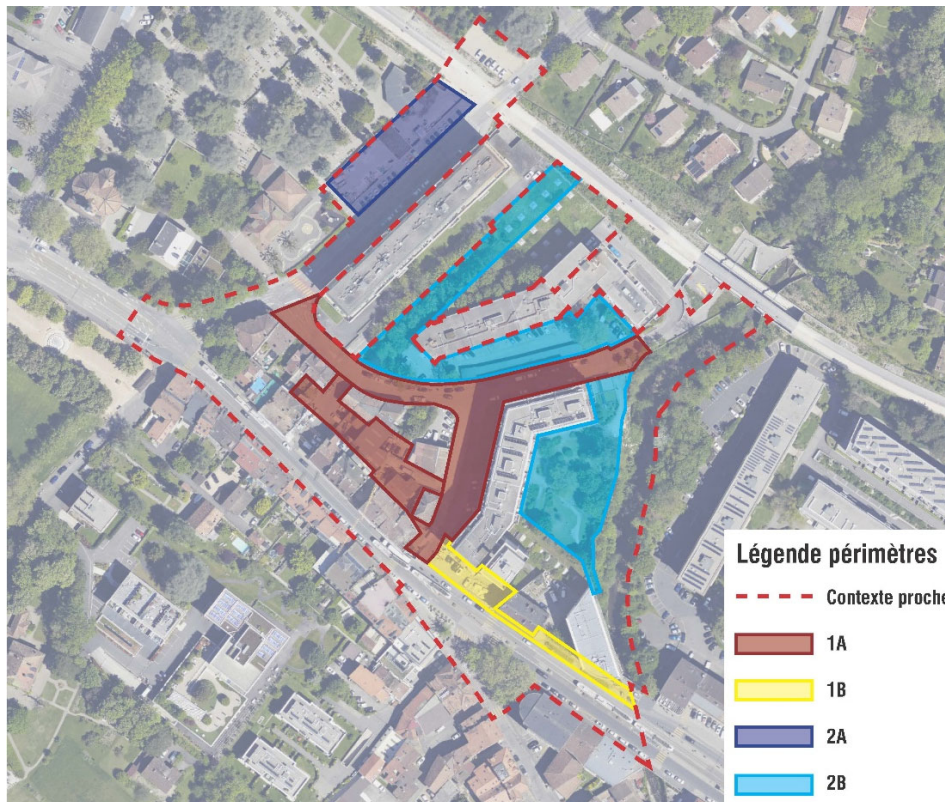 Légende périmètres
Contexte proche
1A
1B
2A
2B